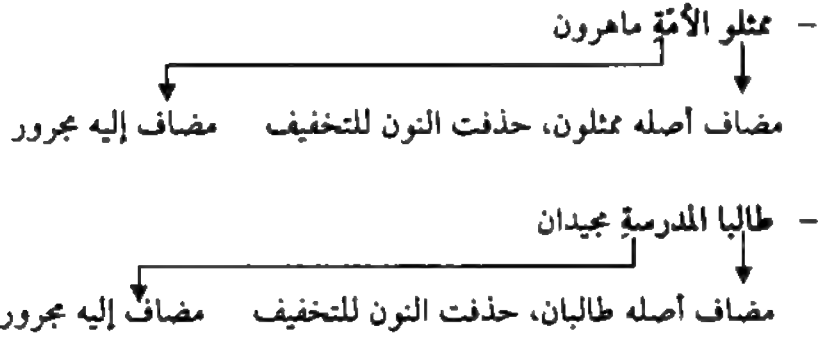 - ممثلو الأمّةِ ماهرون
مضاف أصله ممثلون، حذفت النون للتخفيف مضاف إليه مجرور
- طالبا المدرسةِ مجيدان
مضاف أصله طالبان، حذفت النون للتخفيف مضاف إليه مجرور